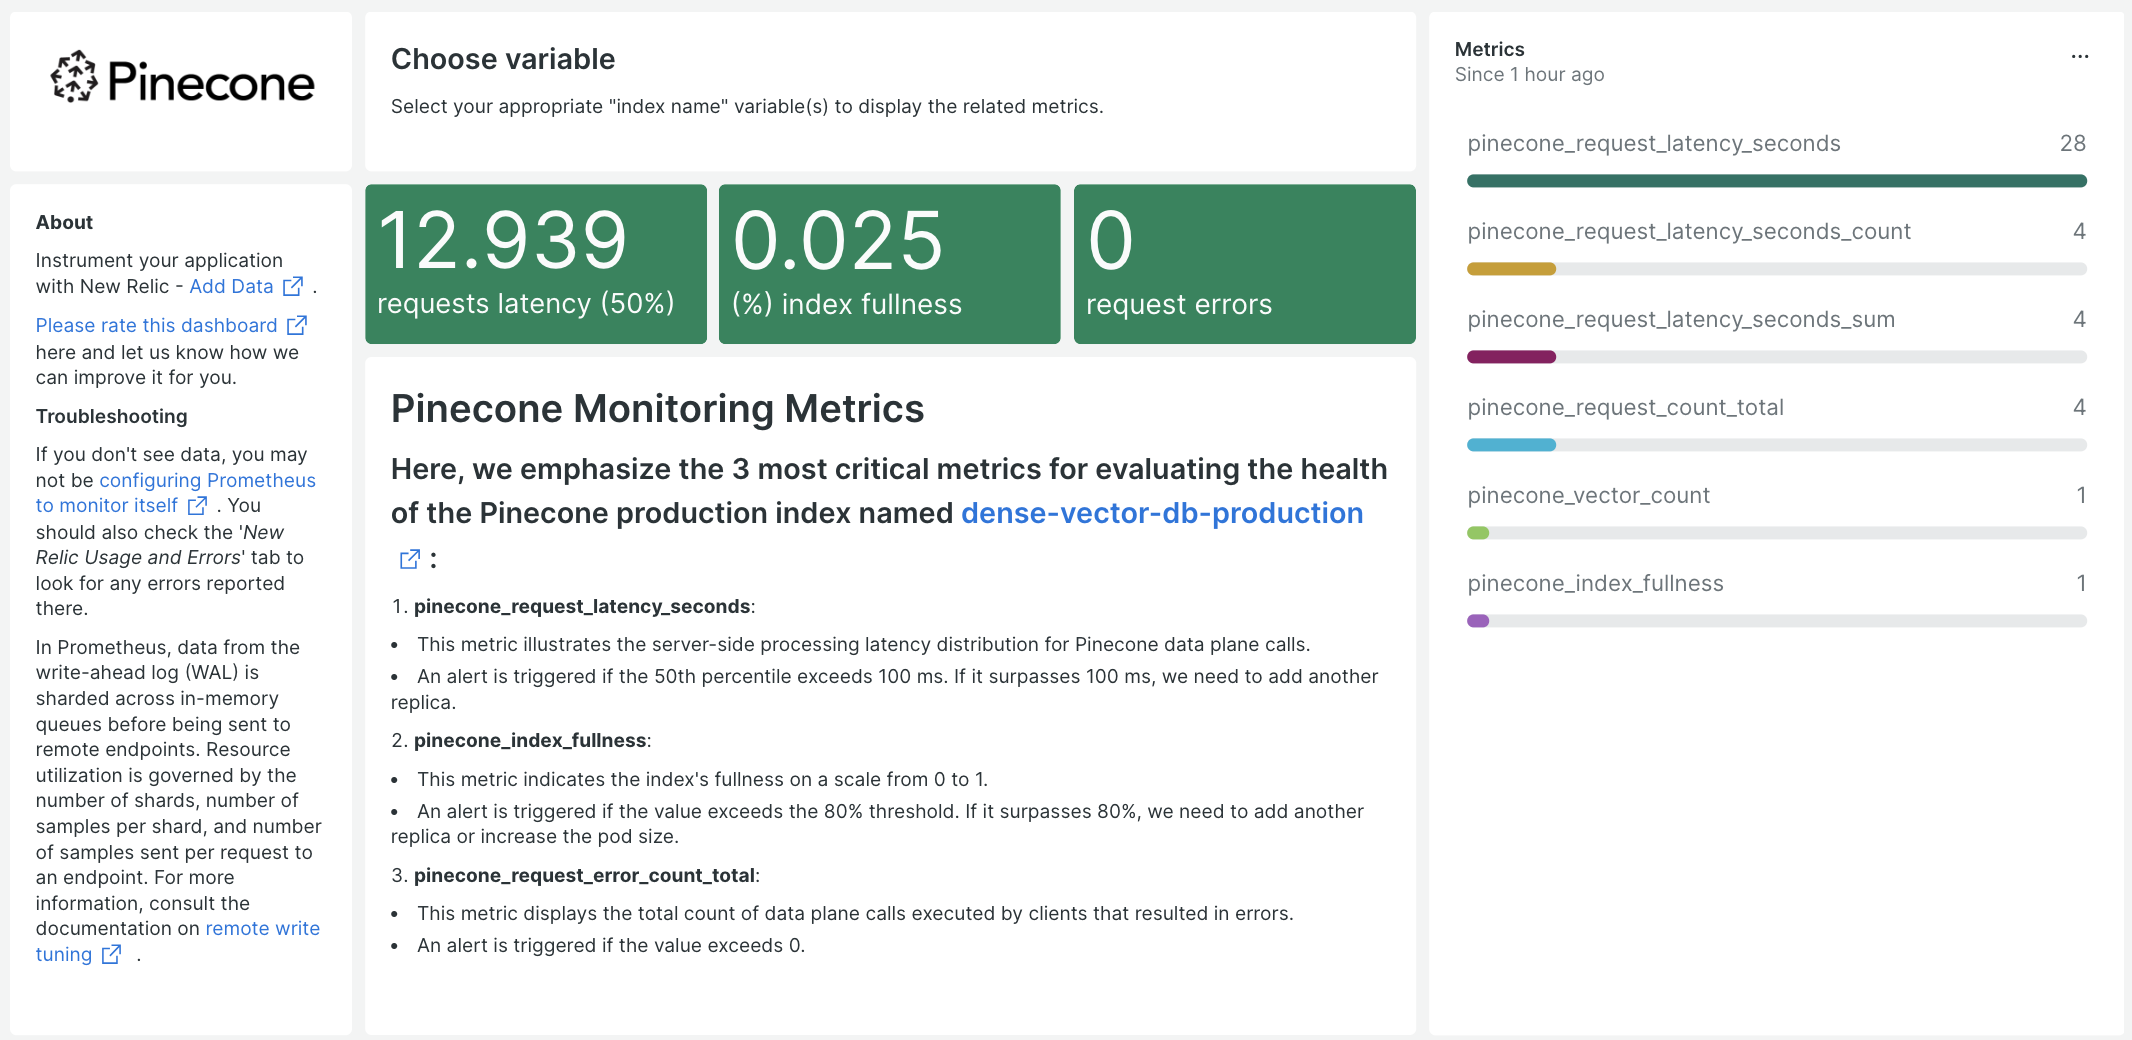 Pinecone
Choose variable
Select your appropriate "index name" variable(s) to display the related metrics.
About
Instrument your application
with New Relic - Add Data .
Please rate this dashboard
here and let us know how we
can improve it for you.
Troubleshooting
If you don't see data, you may
not be configuring Prometheus
to monitor itself . You
should also check the 'New
Relic Usage and Errors' tab to
look for any errors reported
there.
In Prometheus, data from the
write-ahead log (WAL) is
sharded across in-memory
queues before being sent to
remote endpoints. Resource
utilization is governed by the
number of shards, number of
samples per shard, and number
of samples sent per request to
an endpoint. For more
information, consult the
documentation on remote write
tuning .
12.939
requests latency (50%)
0.025
(%) index fullness
0
request errors
Pinecone Monitoring Metrics
Here, we emphasize the 3 most critical metrics for evaluating the health
of the Pinecone production index named dense-vector-db-production
:
1. pinecone_request_latency_seconds:
• This metric illustrates the server-side processing latency distribution for Pinecone data plane calls.
• An alert is triggered if the 50th percentile exceeds 100 ms. If it surpasses 100 ms, we need to add another
replica.
2. pinecone_index_fullness:
• This metric indicates the index's fullness on a scale from 0 to 1.
• An alert is triggered if the value exceeds the 80% threshold. If it surpasses 80%, we need to add another
replica or increase the pod size.
3. pinecone_request_error_count_total:
• This metric displays the total count of data plane calls executed by clients that resulted in errors.
• An alert is triggered if the value exceeds 0.
Metrics
Since 1 hour ago
...
pinecone_request_latency_seconds 28
pinecone_request_latency_seconds_count 4
pinecone_request_latency_seconds_sum 4
pinecone_request_count_total 4
pinecone_vector_count 1
pinecone_index_fullness 1